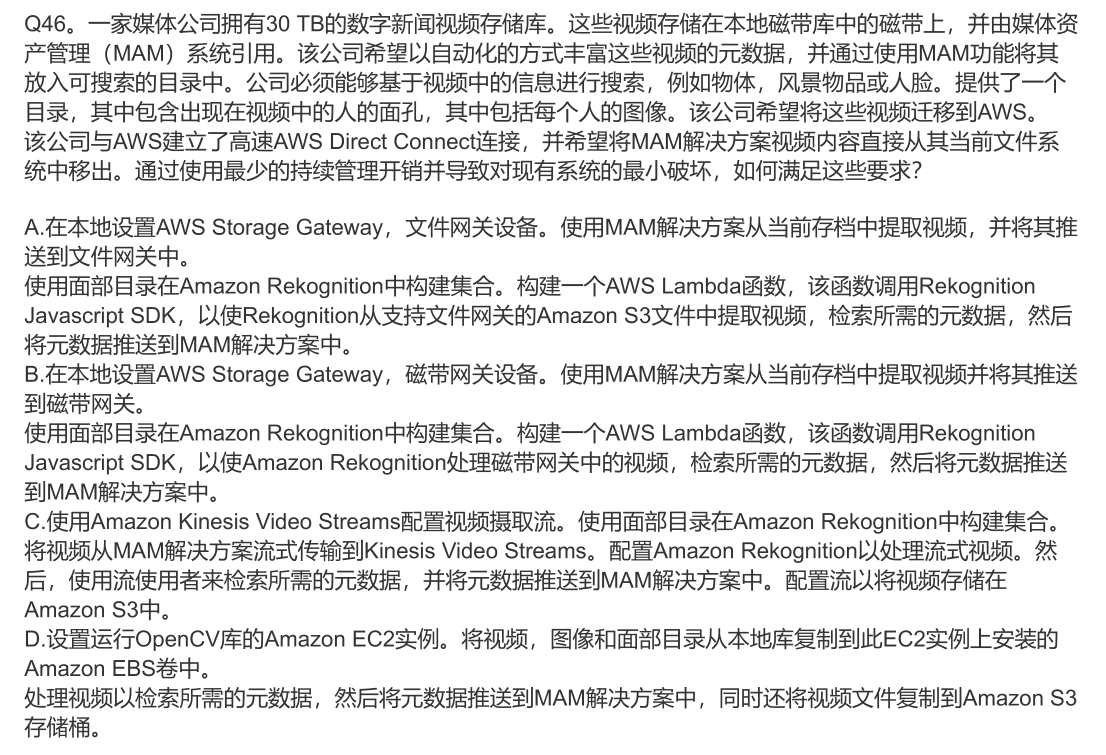 Q46。一家媒体公司拥有30 TB的数字新闻视频存储库。这些视频存储在本地磁带库中的磁带上，并由媒体资
产管理（MAM）系统引用。该公司希望以自动化的方式丰富这些视频的元数据，并通过使用MAM功能将其
放入可搜索的目录中。公司必须能够基于视频中的信息进行搜索，例如物体，风景物品或人脸。提供了一个
目录，其中包含出现在视频中的人的面孔，其中包括每个人的图像。该公司希望将这些视频迁移到AWS。
该公司与AWS建立了高速AWS Direct Connect连接，并希望将MAM解决方案视频内容直接从其当前文件系
统中移出。通过使用最少的持续管理开销并导致对现有系统的最小破坏，如何满足这些要求？
A.在本地设置AWS Storage Gateway，文件网关设备。使用MAM解决方案从当前存档中提取视频，并将其推
送到文件网关中。
使用面部目录在Amazon Rekognition中构建集合。构建一个AWS Lambda函数，该函数调用Rekognition
Javascript SDK，以使Rekognition从支持文件网关的Amazon S3文件中提取视频，检索所需的元数据，然后
将元数据推送到MAM解决方案中。
B.在本地设置AWS Storage Gateway，磁带网关设备。使用MAM解决方案从当前存档中提取视频并将其推送
到磁带网关。
使用面部目录在Amazon Rekognition中构建集合。构建一个AWS Lambda函数，该函数调用Rekognition
Javascript SDK，以使Amazon Rekognition处理磁带网关中的视频，检索所需的元数据，然后将元数据推送
到MAM解决方案中。
C.使用Amazon Kinesis Video Streams配置视频摄取流。使用面部目录在Amazon Rekognition中构建集合。
将视频从MAM解决方案流式传输到Kinesis Video Streams。配置Amazon Rekognition以处理流式视频。然
后，使用流使用者来检索所需的元数据，并将元数据推送到MAM解决方案中。配置流以将视频存储在
Amazon S3中。
D.设置运行OpenCV库的Amazon EC2实例。将视频，图像和面部目录从本地库复制到此EC2实例上安装的
Amazon EBS卷中。
处理视频以检索所需的元数据，然后将元数据推送到MAM解决方案中，同时还将视频文件复制到Amazon S3
存储桶。